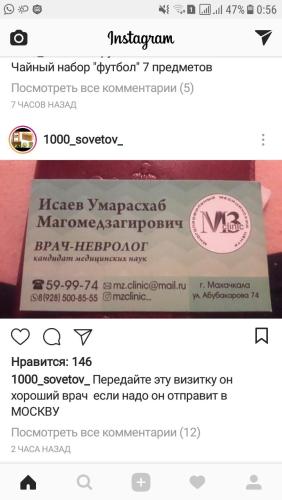 47% 0:56
Instagram
Чайный набор "футбол" 7 предметов
Посмотреть все комментарии (5)
7 ЧАСОВ НАЗАД
1000_sovetov_
Исаев Умарасхаб
Магомедзагирович
ВРАЧ-НЕВРОЛОГ
кандидат медицинских наук
59-99-74 mz.clinic@mail.ru
8(928) 500-85-55 mzclinic...
г. Махачкала
ул. Абубакарова 74
MZ
clinic
Нравится: 146
1000_sovetov_ Передайте эту визитку он
хороший врач если надо он отправит в
МОСКВУ
Посмотреть все комментарии (12)
2 ЧАСА НАЗАД